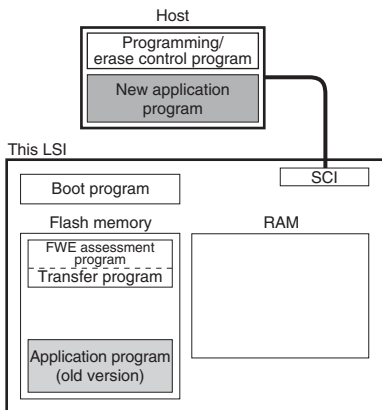 Host
Programming/
erase control program
New application
program
This LSI
SCI
Boot program
Flash memory
RAM
FWE assessment
program
Transfer program
Application program
(old version)